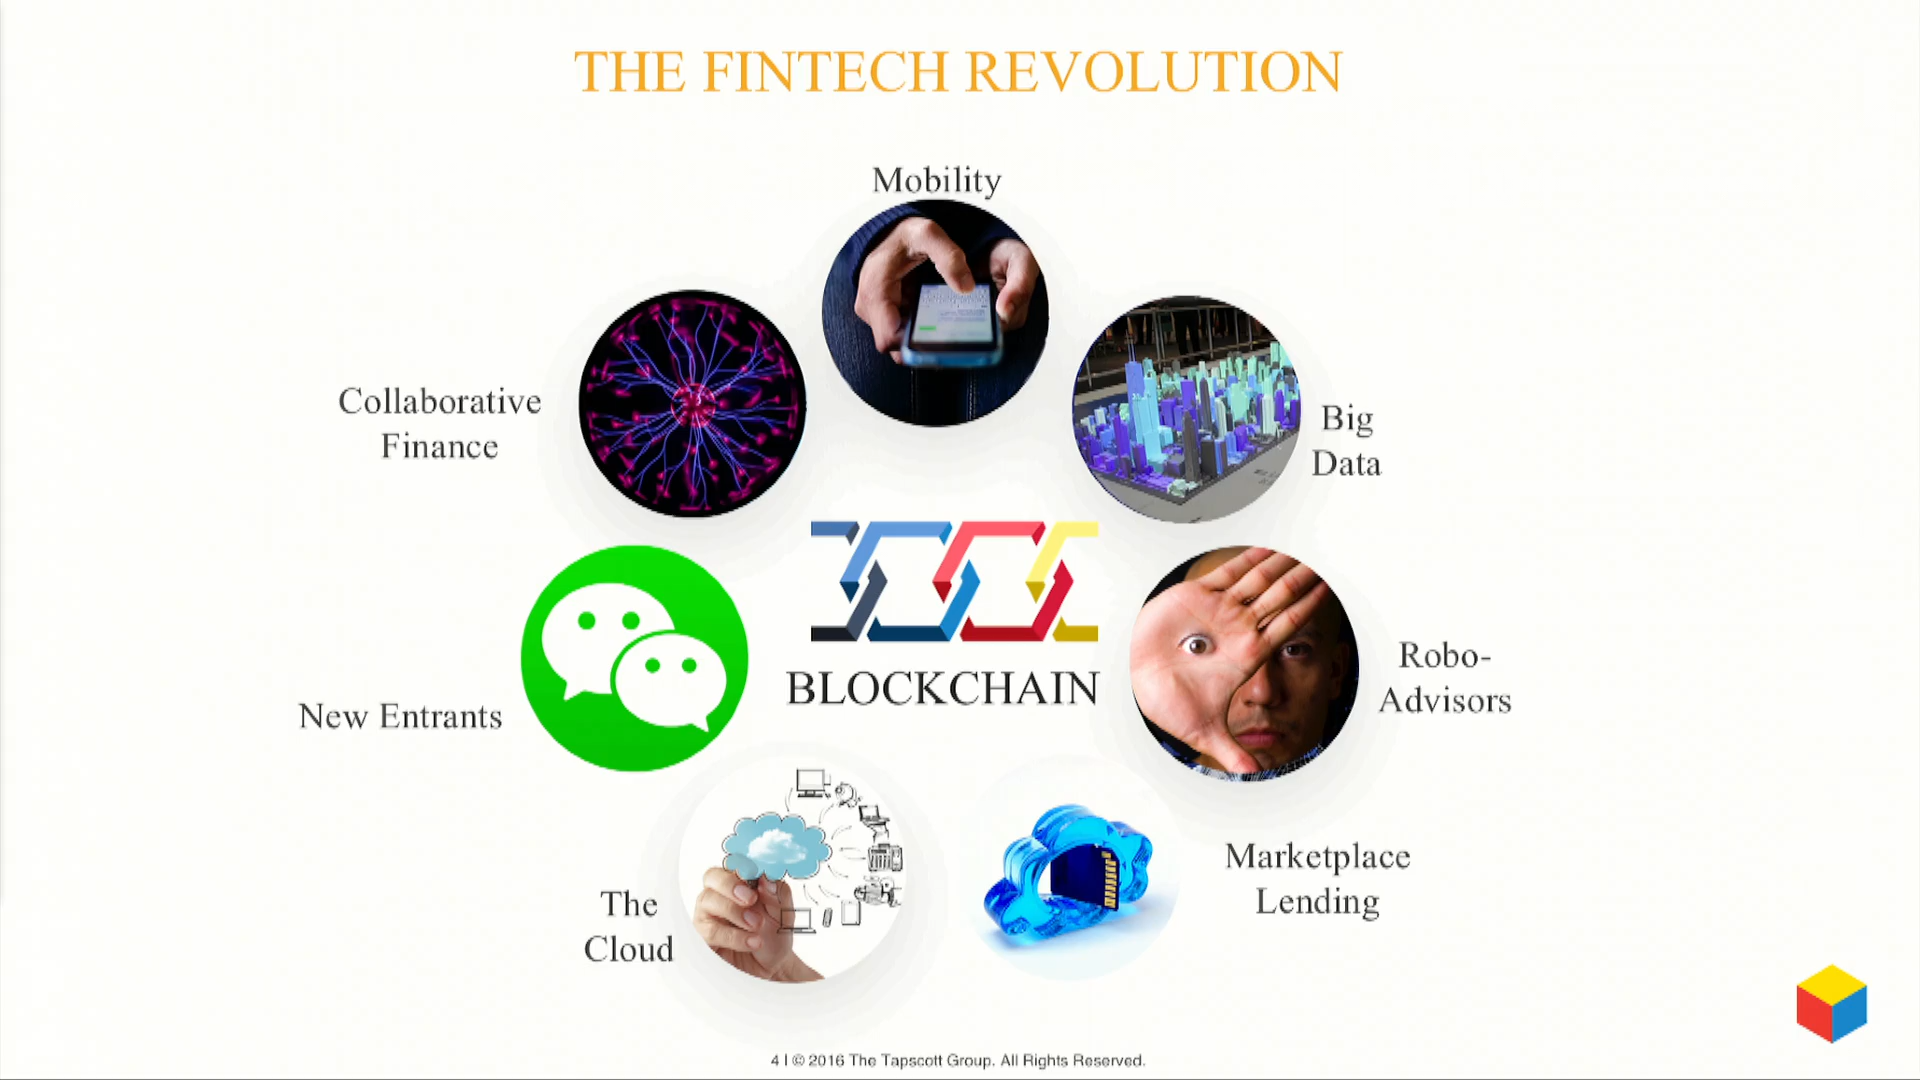 THE FINTECH REVOLUTION
Mobility
Collaborative
Finance
Big
Data
BLOCKCHAIN
Robo-
Advisors
New Entrants
Marketplace
Lending
The
Cloud
4 | © 2016 The Tapscott Group. All Rights Reserved.